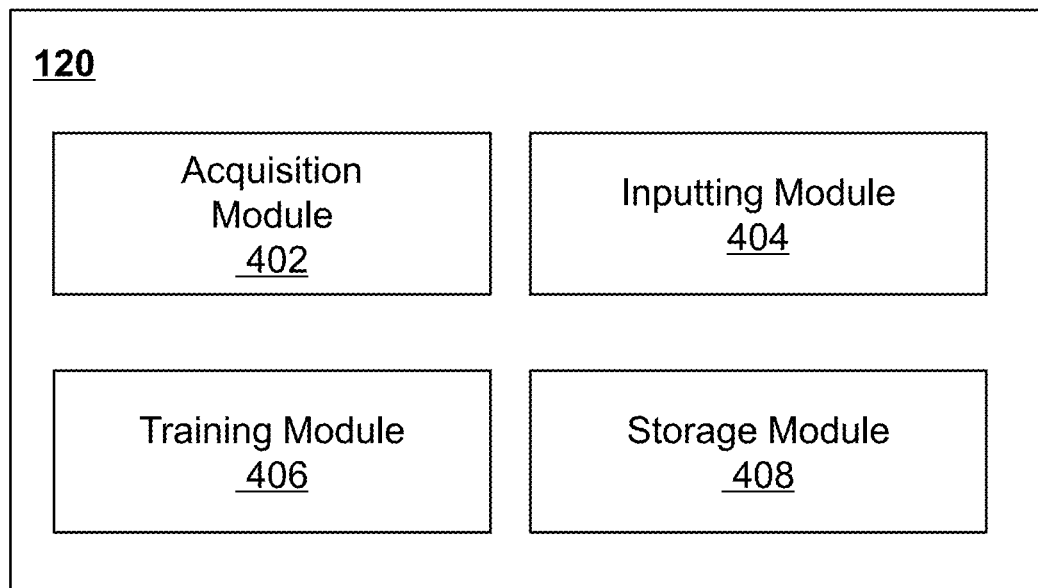 120
Acquisition
Module
402
Inputting Module
404
Training Module
406
Storage Module
408